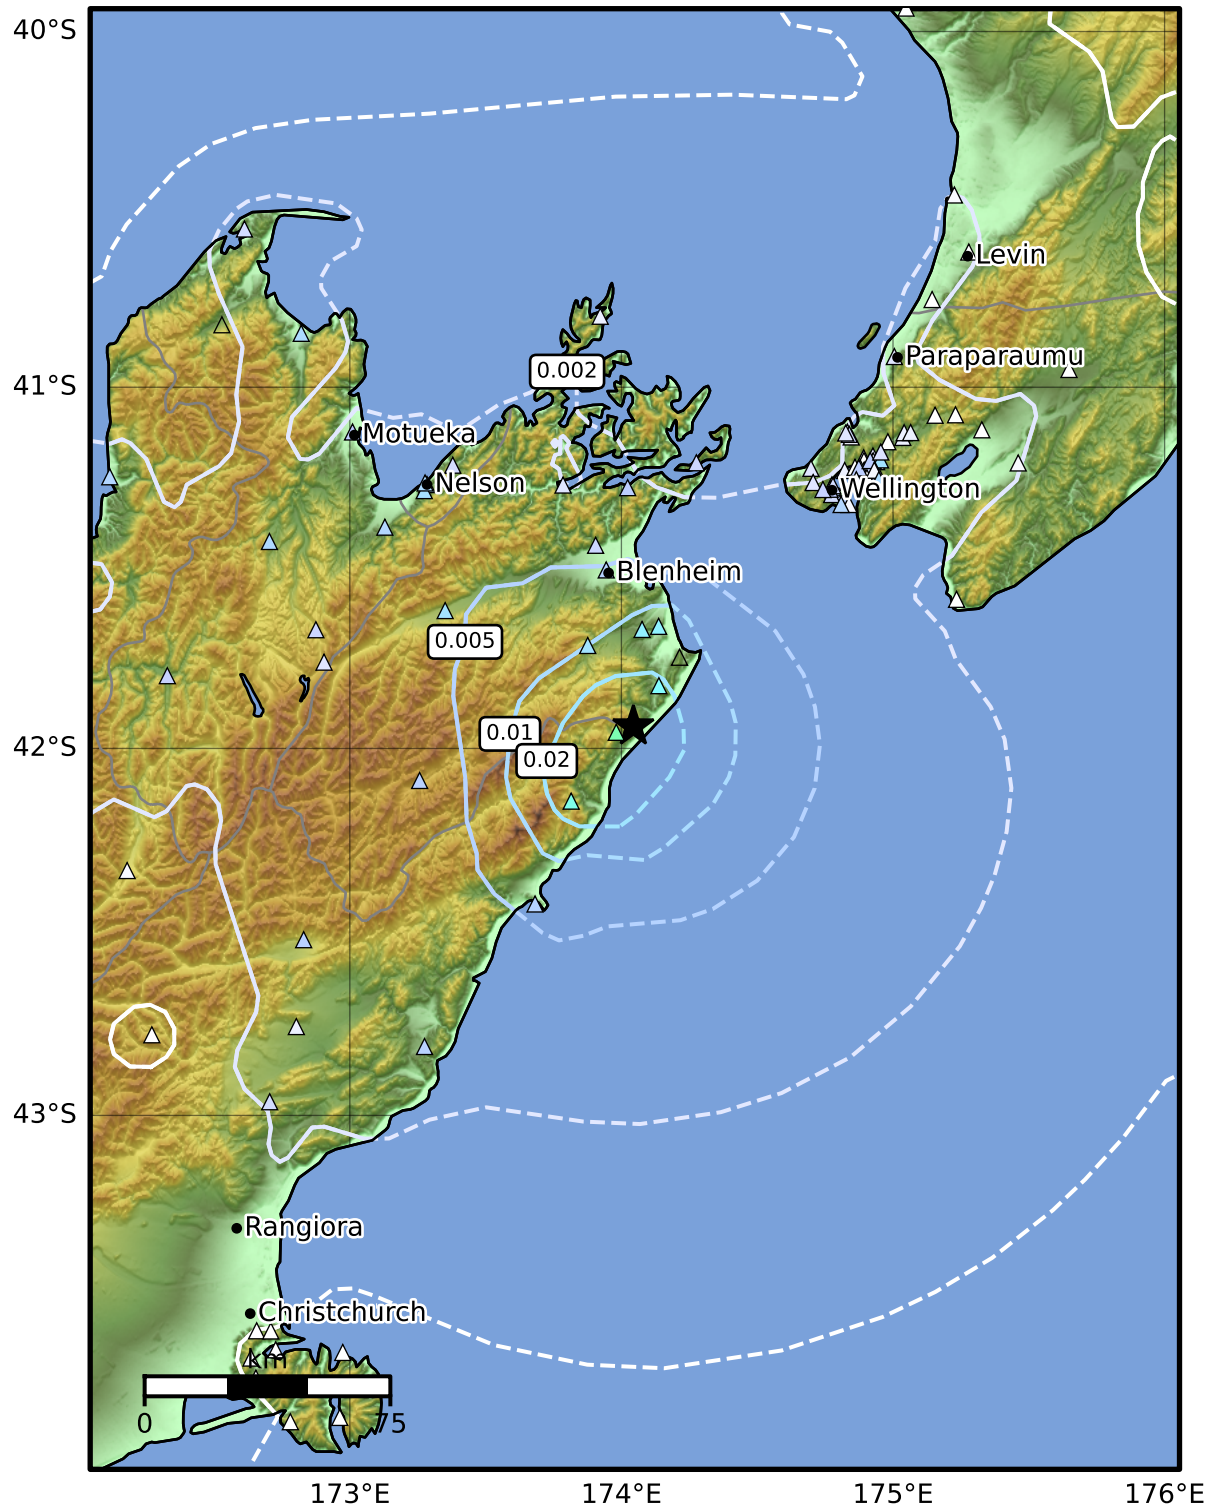 40°S
Levin
Paraparaumu
0.002
41°S
Motueka
Nelson
Wellington
Blenheim
0.005
0.01
42°S
0.02
43°S
Rangiora
Christchurch
km
0
75
173°E
174°E
175°E
176°E